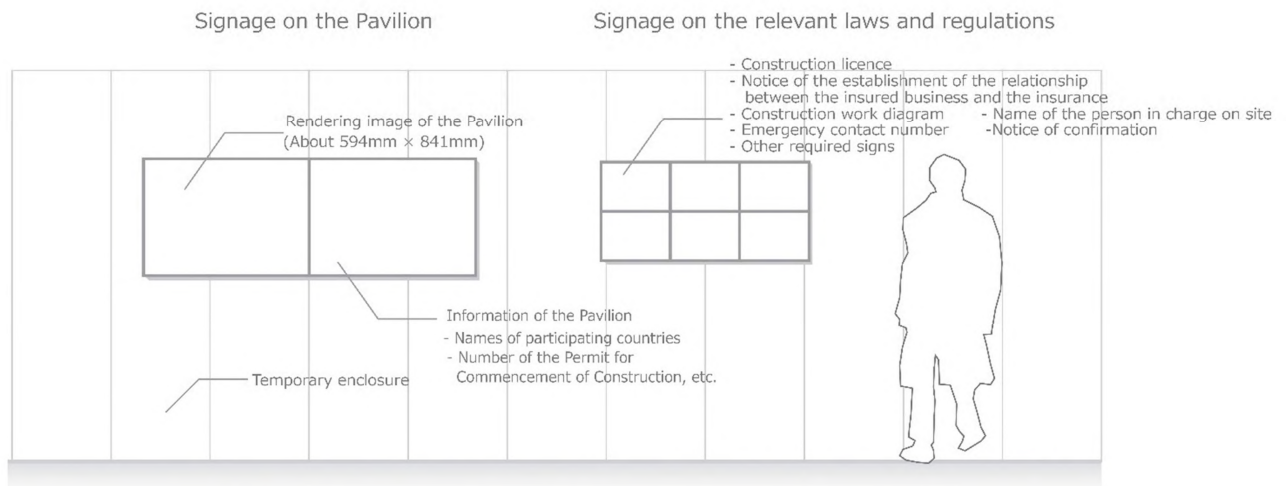 Signage on the Pavilion
Signage on the relevant laws and regulations
- Construction licence
- Notice of the establishment of the relationship
between the insured business and the insurance
- Construction work diagram - Name of the person in charge on site
- Emergency contact number -Notice of confirmation
- Other required signs
Rendering image of the Pavilion
(About 594mm × 841mm)
Information of the Pavilion
- Names of participating countries
- Number of the Permit for
Commencement of Construction, etc.
Temporary enclosure